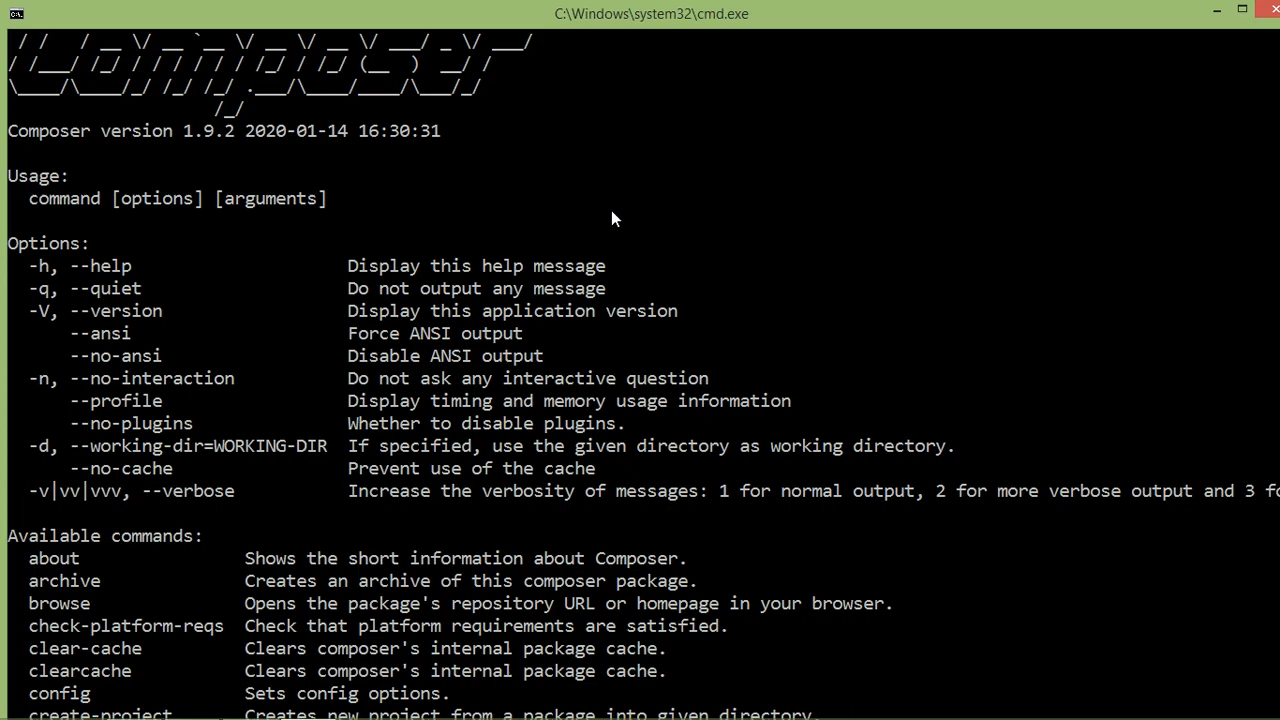 C:\Windows\system32\cmd.exe
Composer
Composer version 1.9.2 2020-01-14 16:30:31
Usage:
command [options] [arguments]
Options:
-h, --help Display this help message
-q, --quiet Do not output any message
-V, --version Display this application version
--ansi Force ANSI output
--no-ansi Disable ANSI output
-n, --no-interaction Do not ask any interactive question
--profile Display timing and memory usage information
--no-plugins Whether to disable plugins.
-d, --working-dir=WORKING-DIR If specified, use the given directory as working directory.
--no-cache Prevent use of the cache
-v|vv|vvv, --verbose Increase the verbosity of messages: 1 for normal output, 2 for more verbose output and 3 fo
Available commands:
about Shows the short information about Composer.
archive Creates an archive of this composer package.
browse Opens the package's repository URL or homepage in your browser.
check-platform-reqs Check that platform requirements are satisfied.
clear-cache Clears composer's internal package cache.
clearcache Clears composer's internal package cache.
config Sets config options.
create-project Creates new project from a package into given directory.